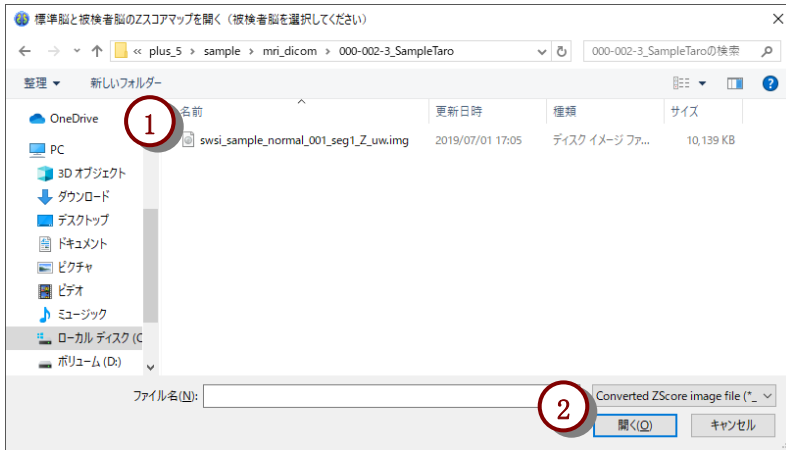 標準脳と被検者脳のZスコアマップを開く（被検者脳を選択してください）
« plus_5 › sample › mri_dicom › 000-002-3_SampleTaro
000-002-3_SampleTaroの検索
整理 新しいフォルダー
名前 更新日時 種類 サイズ
1
swsi_sample_normal_001_seg1_Z_uw.img 2019/07/01 17:05 ディスク イメージ ファ... 10,139 KB
OneDrive
PC
3D オブジェクト
ダウンロード
デスクトップ
ドキュメント
ピクチャ
ビデオ
ミュージック
ローカル ディスク (C
ボリューム (D:)
ファイル名(N):
Converted ZScore image file (*_
2
開く(O) キャンセル